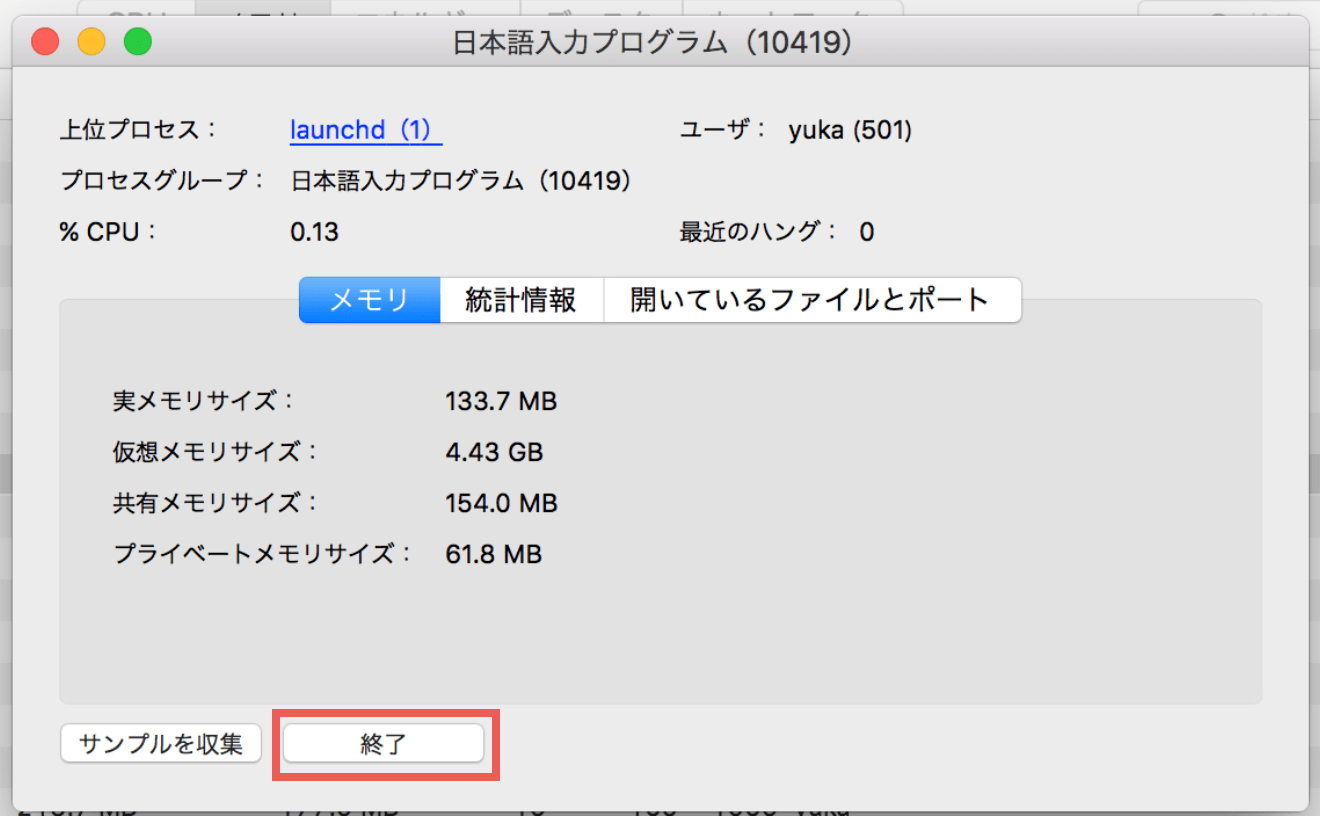 日本語入力プログラム（10419）
上位プロセス： launchd（1） ユーザ： yuka (501)
プロセスグループ： 日本語入力プログラム（10419）
% CPU： 0.13 最近のハング： 0
メモリ 統計情報 開いているファイルとポート
実メモリサイズ： 133.7 MB
仮想メモリサイズ： 4.43 GB
共有メモリサイズ： 154.0 MB
プライベートメモリサイズ： 61.8 MB
サンプルを収集 終了